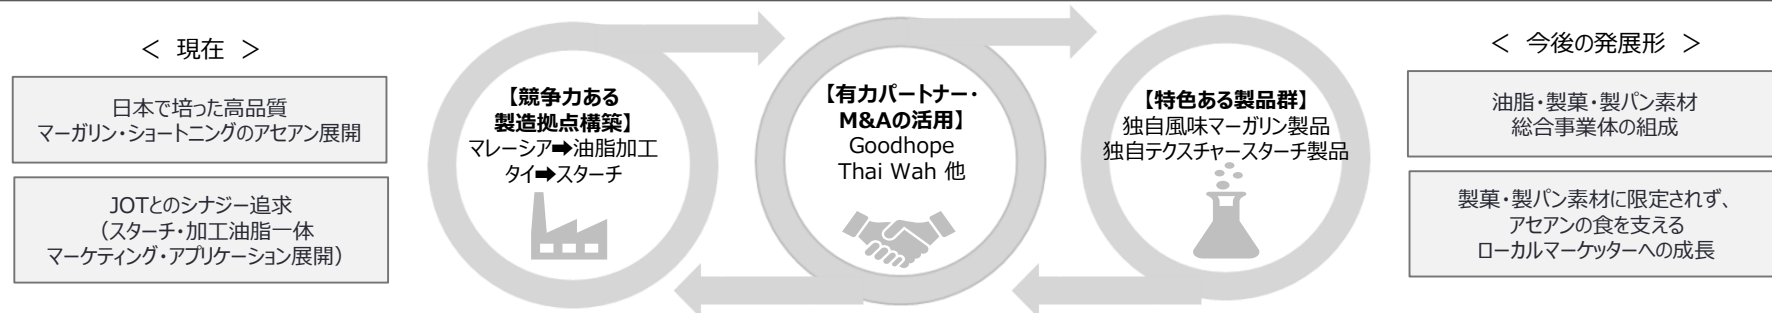 ＜ 現在 ＞
日本で培った高品質
マーガリン・ショートニングのアセアン展開
JOTとのシナジー追求
（スターチ・加工油脂一体
マーケティング・アプリケーション展開）
【競争力ある
製造拠点構築】
マレーシア➡油脂加工
タイ➡スターチ
【有力パートナー・
M&Aの活用】
Goodhope
Thai Wah 他
【特色ある製品群】
独自風味マーガリン製品
独自テクスチャースターチ製品
＜ 今後の発展形 ＞
油脂・製菓・製パン素材
総合事業体の組成
製菓・製パン素材に限定されず、
アセアンの食を支える
ローカルマーケッターへの成長